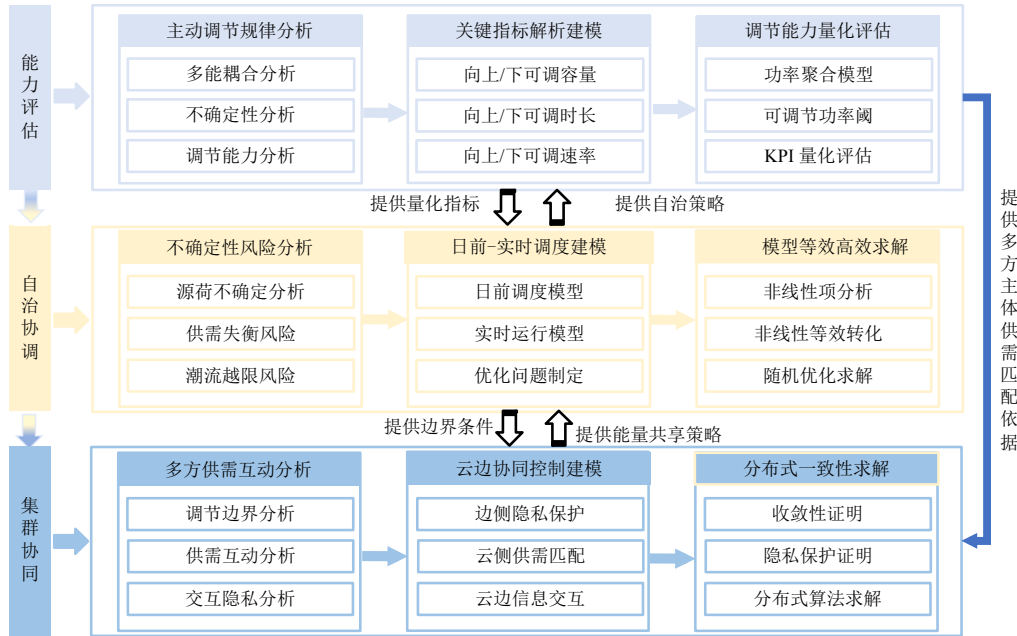 能力评估
主动调节规律分析
多能耦合分析
不确定性分析
调节能力分析
关键指标解析建模
向上/下可调容量
向上/下可调时长
向上/下可调速率
调节能力量化评估
功率聚合模型
可调节功率阈
KPI 量化评估
提供量化指标
提供自治策略
自治协调
不确定性风险分析
源荷不确定分析
供需失衡风险
潮流越限风险
日前-实时调度建模
日前调度模型
实时运行模型
优化问题制定
模型等效高效求解
非线性项分析
非线性等效转化
随机优化求解
提供边界条件
提供能量共享策略
集群协同
多方供需互动分析
调节边界分析
供需互动分析
交互隐私分析
云边协同控制建模
边侧隐私保护
云侧供需匹配
云边信息交互
分布式一致性求解
收敛性证明
隐私保护证明
分布式算法求解
提供多方主体供需匹配依据